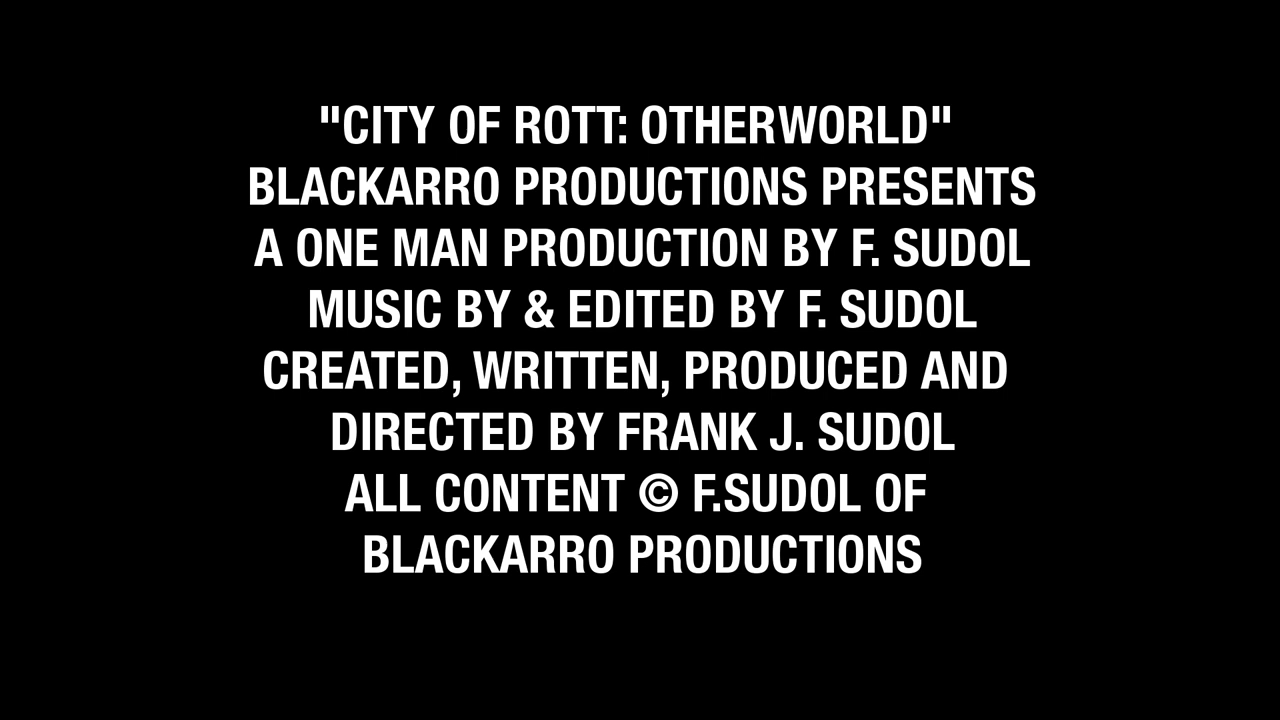 "CITY OF ROTT: OTHERWORLD"
BLACKARRO PRODUCTIONS PRESENTS
A ONE MAN PRODUCTION BY F. SUDOL
MUSIC BY & EDITED BY F. SUDOL
CREATED, WRITTEN, PRODUCED AND
DIRECTED BY FRANK J. SUDOL
ALL CONTENT © F.SUDOL OF
BLACKARRO PRODUCTIONS